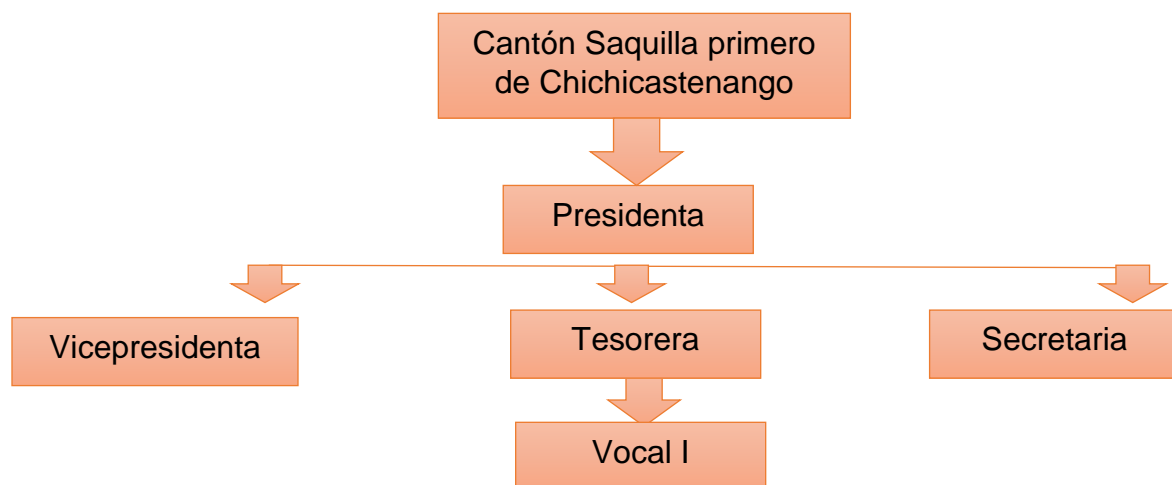 Cantón Saquilla primero
de Chichicastenango
Presidenta
Vicepresidenta
Tesorera
Secretaria
Vocal I